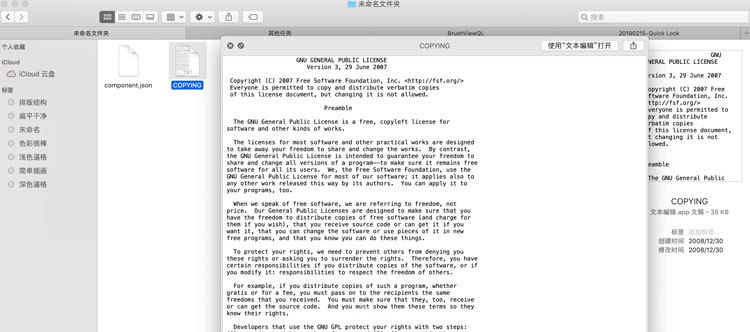 未命名文件夹
搜索
未命名文件夹
其他任务
BrushViewQL
20190215-Quick Look
个人收藏
iCloud
iCloud 云盘
标签
排版结构
扁平干净
未命名
色彩很棒
浅色逼格
简单插画
深色逼格
component.json
TXT
COPYING
COPYING
使用“文本编辑”打开
GNU GENERAL PUBLIC LICENSE
Version 3, 29 June 2007
Copyright (C) 2007 Free Software Foundation, Inc. <http://fsf.org/>
Everyone is permitted to copy and distribute verbatim copies
of this license document, but changing it is not allowed.
Preamble
The GNU General Public License is a free, copyleft license for
software and other kinds of works.
The licenses for most software and other practical works are designed
to take away your freedom to share and change the works.  By contrast,
the GNU General Public License is intended to guarantee your freedom to
share and change all versions of a program--to make sure it remains free
software for all its users.  We, the Free Software Foundation, use the
GNU General Public License for most of our software; it applies also to
any other work released this way by its authors.  You can apply it to
your programs, too.
When we speak of free software, we are referring to freedom, not
price.  Our General Public Licenses are designed to make sure that you
have the freedom to distribute copies of free software (and charge for
them if you wish), that you receive source code or can get it if you
want it, that you can change the software or use pieces of it in new
free programs, and that you know you can do these things.
To protect your rights, we need to prevent others from denying you
these rights or asking you to surrender the rights.  Therefore, you have
certain responsibilities if you distribute copies of the software, or if
you modify it: responsibilities to respect the freedom of others.
For example, if you distribute copies of such a program, whether
gratis or for a fee, you must pass on to the recipients the same
freedoms that you received.  You must make sure that they, too, receive
or can get the source code.  And you must show them these terms so they
know their rights.
Developers that use the GNU GPL protect your rights with two steps:
GNU
NERAL PUBLIC LICENSE
ersion 3, 29 June 2007
opyright (C) 2007 Free
oftware Foundation, Inc.
ttp://fsf.org/>
veryone is permitted to
py and distribute
rbatim copies
f this license document,
t changing it is not
lowed.
eamble
The GNU General Public
COPYING
文本编辑.app 文稿－35 KB
标签 添加标签...
创建时间 2008/12/30
修改时间 2008/12/30